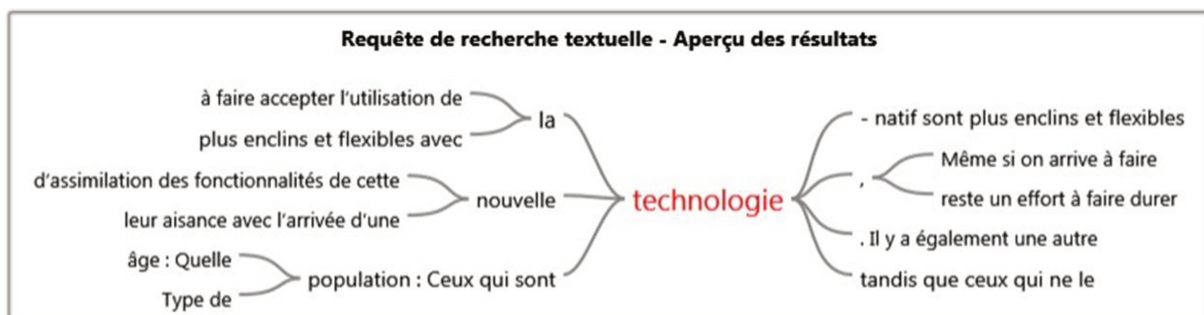 Requête de recherche textuelle - Aperçu des résultats
à faire accepter l'utilisation de
plus enclins et flexibles avec
la
d'assimilation des fonctionnalités de cette
leur aisance avec l'arrivée d'une
nouvelle
âge : Quelle
Type de
population : Ceux qui sont
technologie
- natif sont plus enclins et flexibles
,
Même si on arrive à faire
reste un effort à faire durer
. Il y a également une autre
tandis que ceux qui ne le